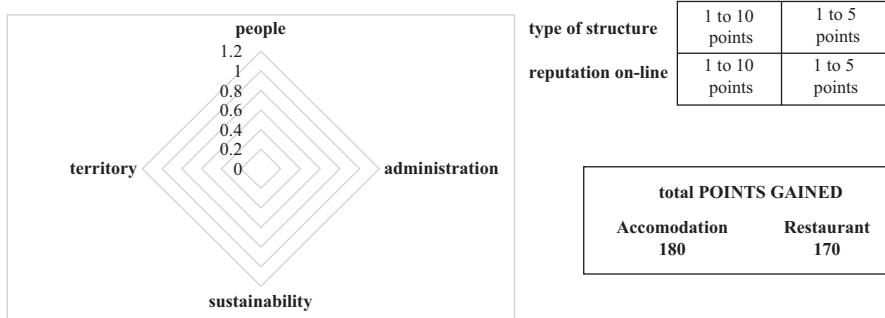 people
1.2
1
0.8
0.6
0.4
0.2
0
territory
administration
sustainability
type of structure
1 to 10 points
1 to 5 points
reputation on-line
1 to 10 points
1 to 5 points
total POINTS GAINED
Accomodation Restaurant
180 170